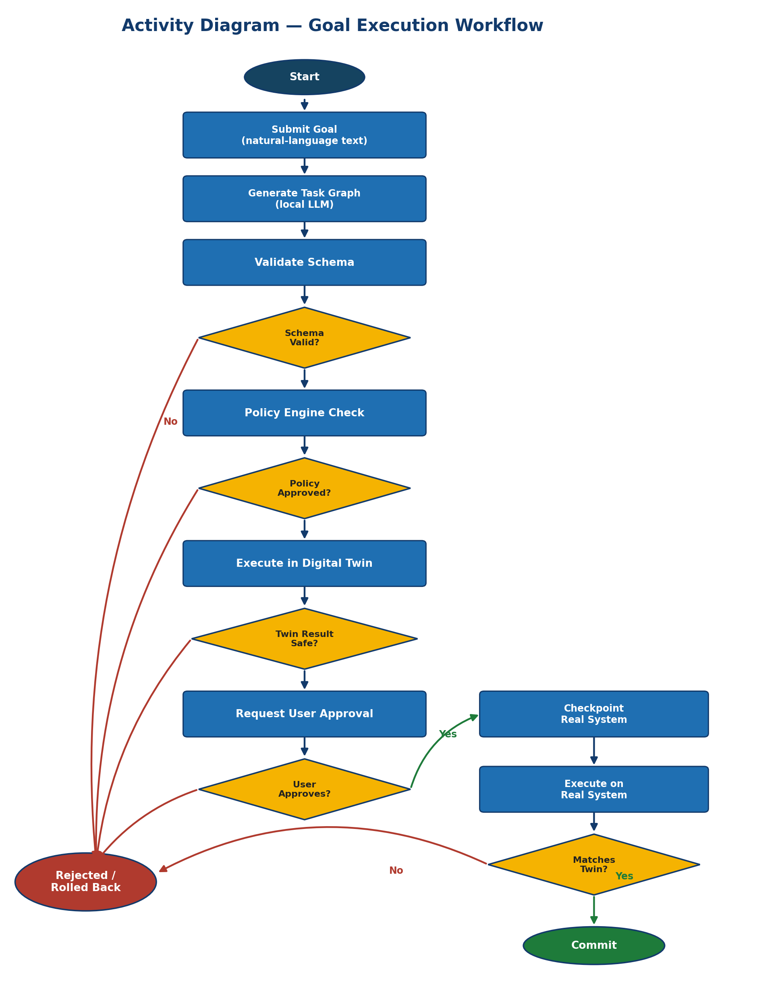 Activity Diagram — Goal Execution Workflow
Start
Submit Goal
(natural-language text)
Generate Task Graph
(local LLM)
Validate Schema
Schema
Valid?
No
Policy Engine Check
Policy
Approved?
Execute in Digital Twin
Twin Result
Safe?
Request User Approval
User
Approves?
Yes
Checkpoint
Real System
Execute on
Real System
Matches
Twin?
Yes
No
Rejected /
Rolled Back
Commit